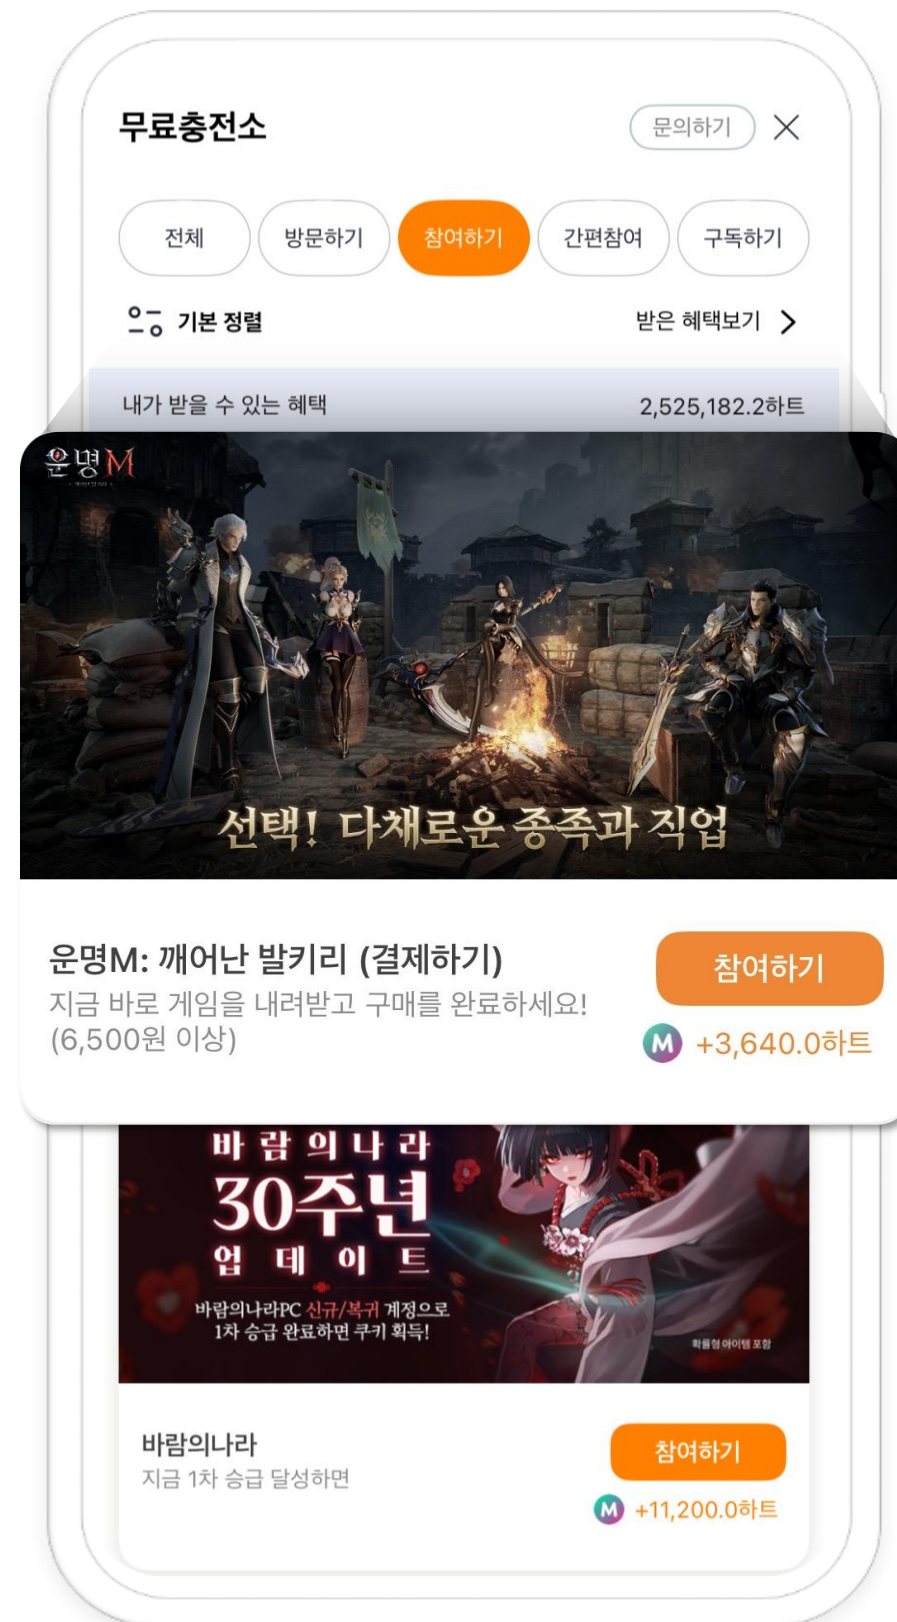 무료충전소
문의하기
전체
방문하기
참여하기
간편참여
구독하기
기본 정렬
받은 혜택보기
내가 받을 수 있는 혜택
2,525,182.2하트
운명M
선택! 다채로운 종족과 직업
운명M: 깨어난 발키리 (결제하기)
지금 바로 게임을 내려받고 구매를 완료하세요!
(6,500원 이상)
참여하기
M +3,640.0하트
바람의나라
30주년
업데이트
바람의나라PC 신규/복귀 계정으로
1차 승급 완료하면 쿠키 획득!
확률형 아이템 포함
바람의나라
지금 1차 승급 달성하면
참여하기
M +11,200.0하트